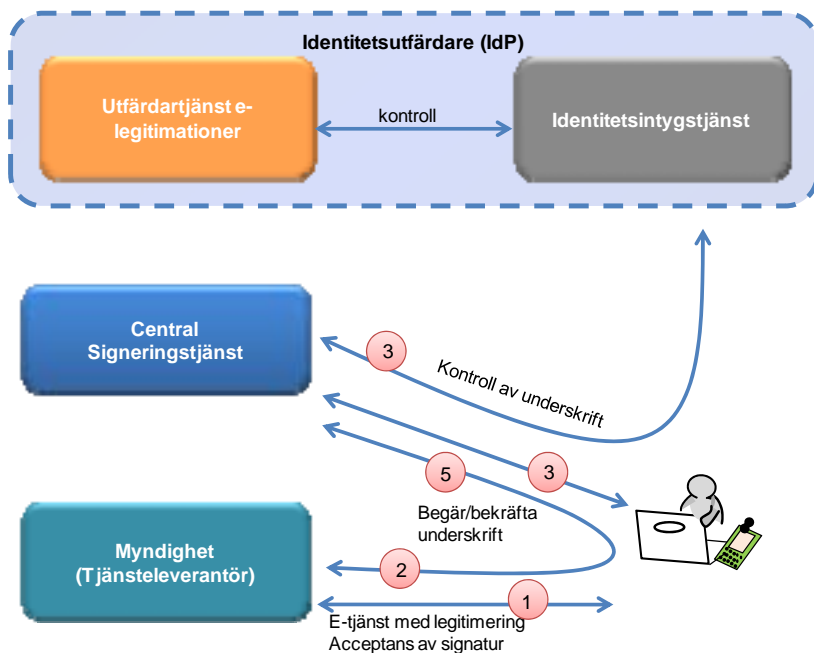 Identitetsutfärdare (IdP)
Utfärdartjänst e-
legitimationer
kontroll
Identitetsintygstjänst
Central
Signeringstjänst
3
Kontroll av underskrift
5
3
Begär/bekräfta
underskrift
Myndighet
(Tjänsteleverantör)
2
1
E-tjänst med legitimering
Acceptans av signatur